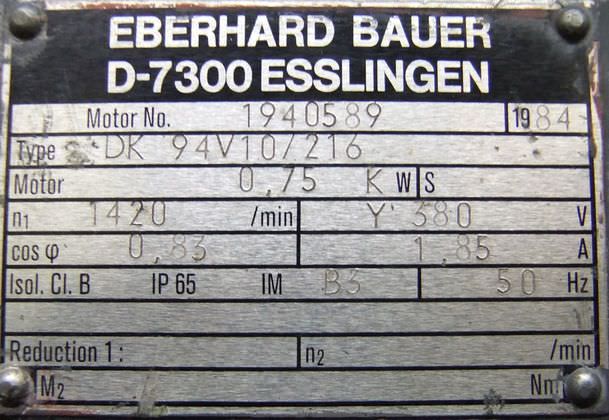 EBERHARD BAUER
D-7300 ESSLINGEN
Motor No. 1940589 1984
Type DK 94V10/216
Motor 0,75 KW S
n1 1420 /min Y 380 V
cos φ 0,83 1,85 A
Isol. Cl. B IP 65 IM B3 50 Hz
Reduction 1: n2 /min
M2 Nm